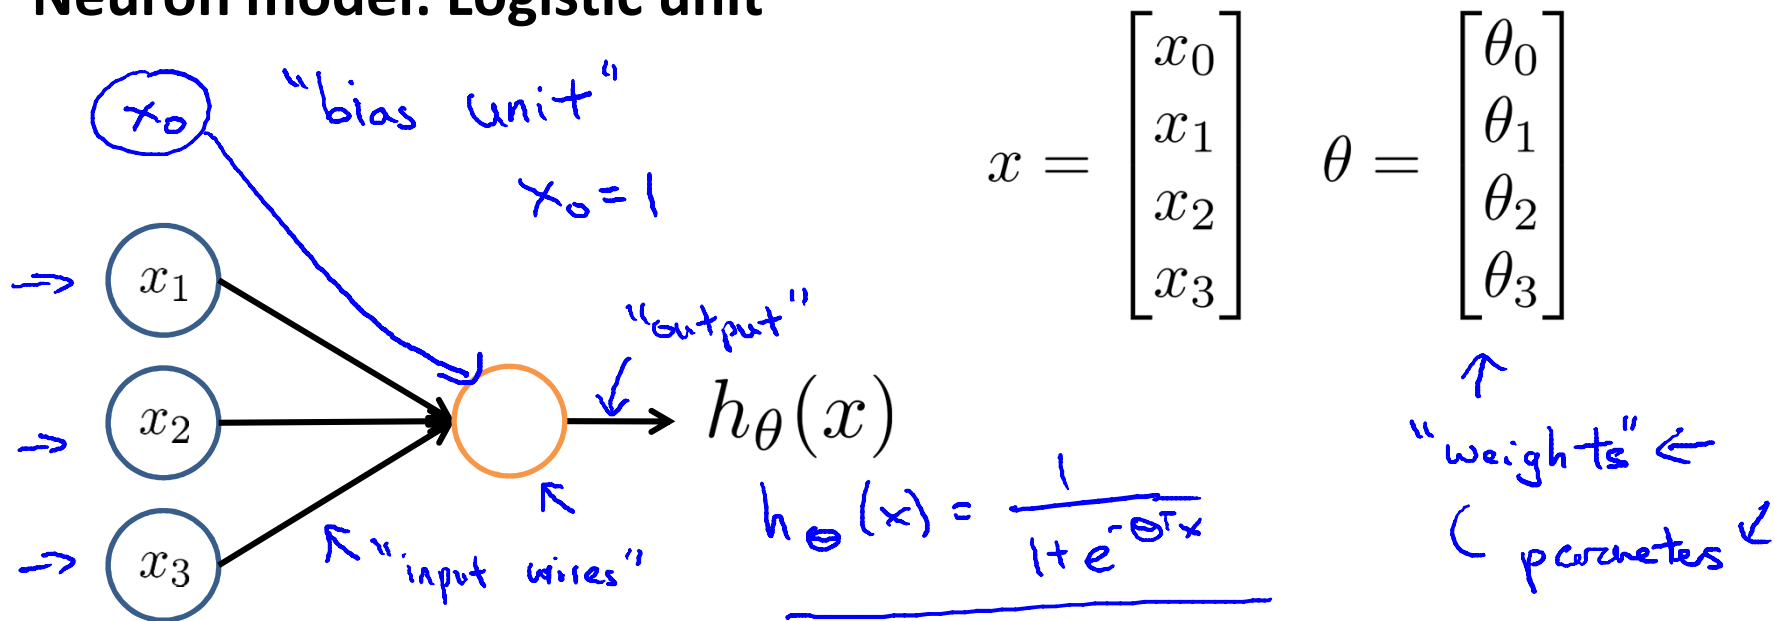 Neuron model: Logistic unit
x₀ "bias unit"
x₀ = 1
x₁
x₂
x₃
"input wires"
"output"
hθ(x)
hθ(x) = 1 / (1 + e^(-θᵀx))
x = [x₀ x₁ x₂ x₃]
θ = [θ₀ θ₁ θ₂ θ₃]
"weights" ←
( parameters